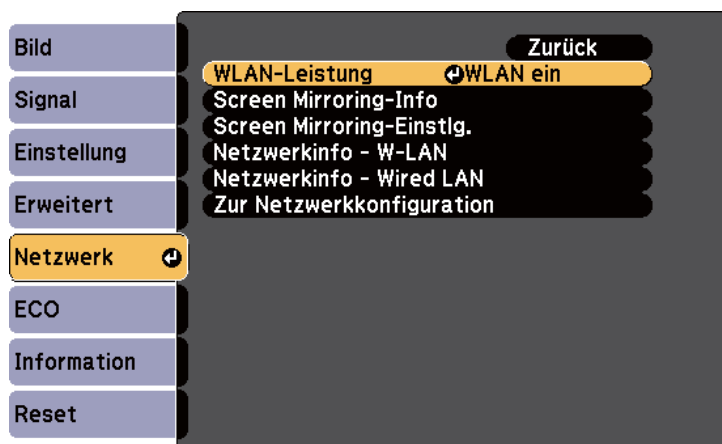 Bild
Signal
Einstellung
Erweitert
Netzwerk
ECO
Information
Reset
Zurück
WLAN-Leistung WLAN ein
Screen Mirroring-Info
Screen Mirroring-Einstlg.
Netzwerkinfo - W-LAN
Netzwerkinfo - Wired LAN
Zur Netzwerkkonfiguration